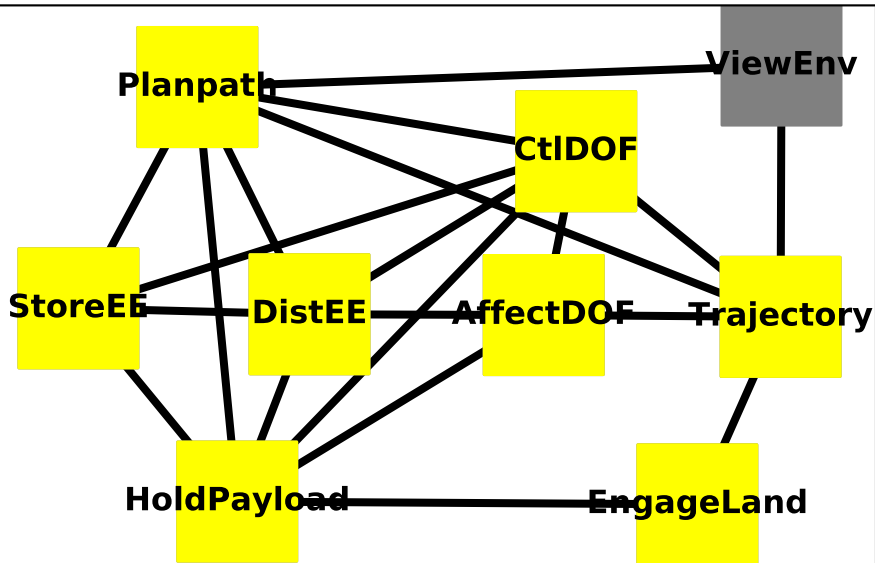 ViewEnv
Planpath
CtlDOF
StoreEE
DistEE
AffectDOF
Trajectory
HoldPayload
EngageLand